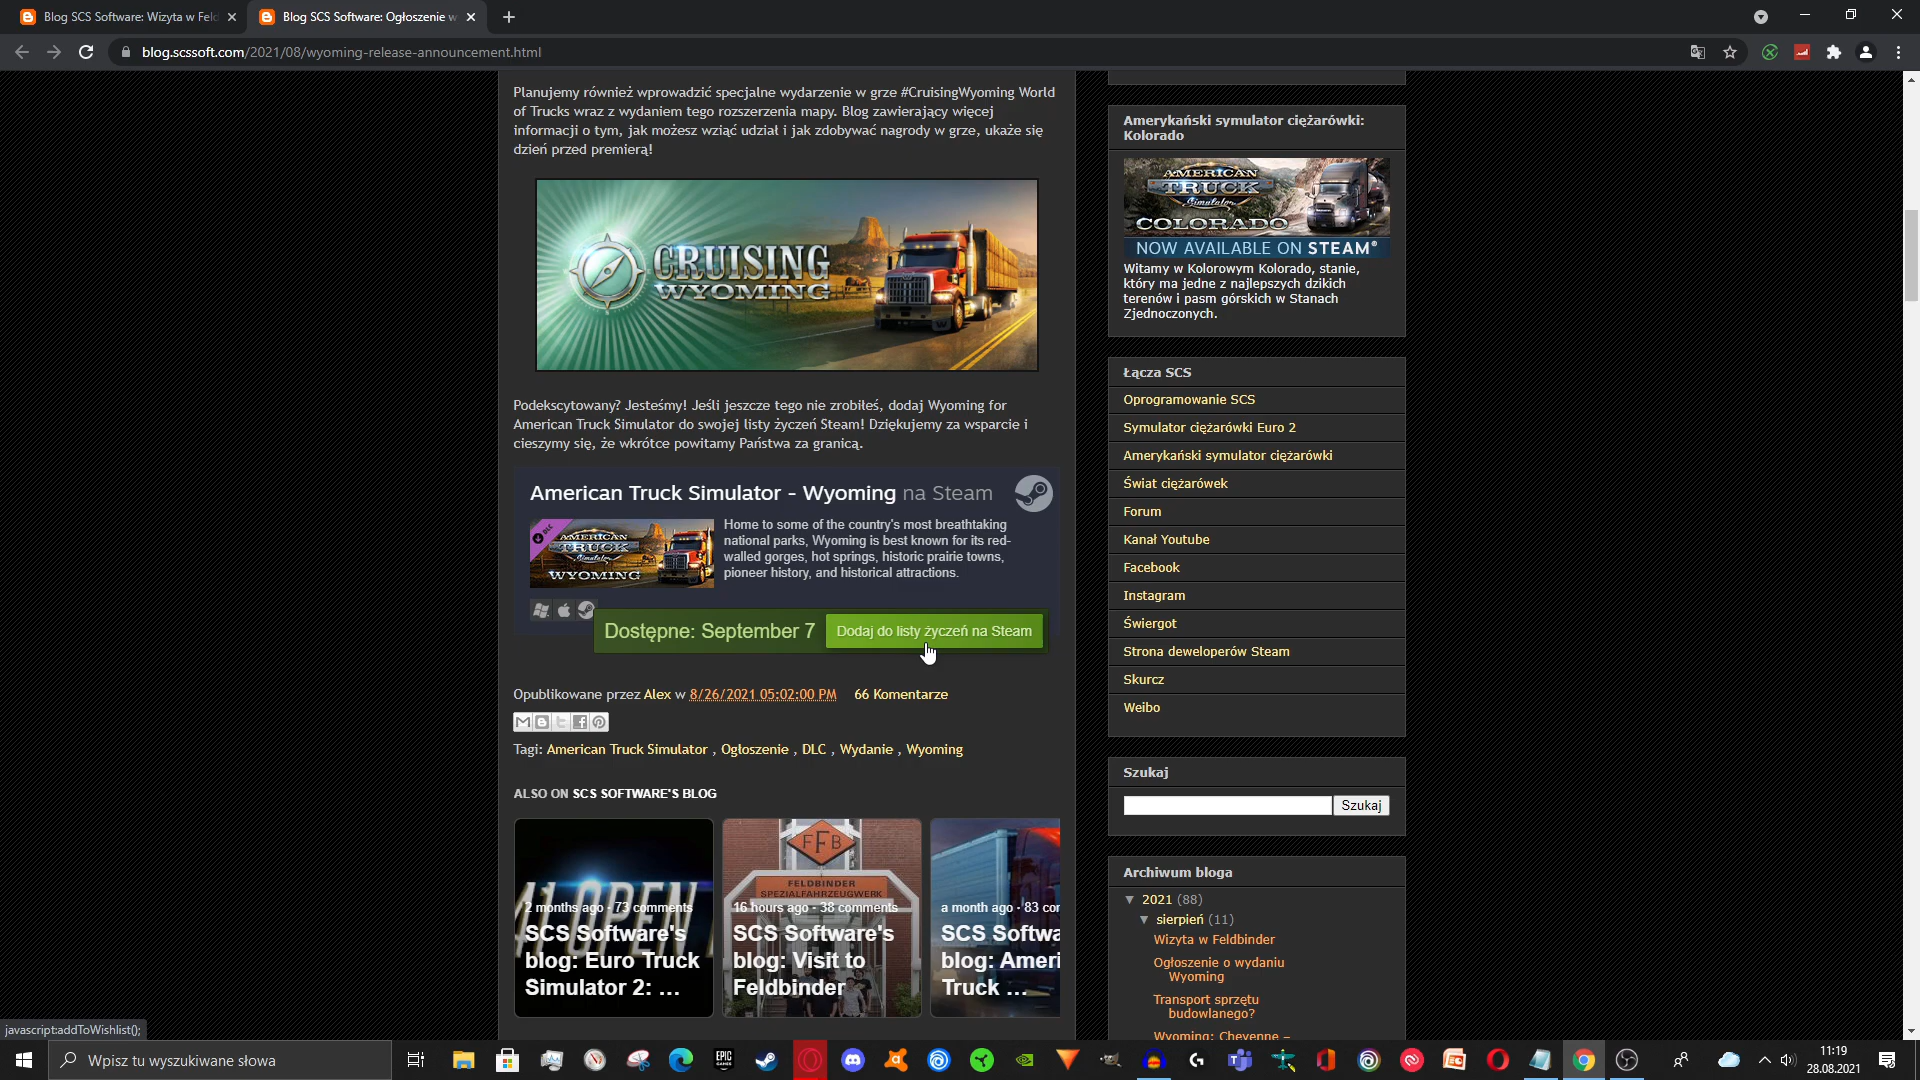 Blog SCS Software: Wizyta w Feld
Blog SCS Software: Ogłoszenie w
blog.scssoft.com/2021/08/wyoming-release-announcement.html
Planujemy również wprowadzić specjalne wydarzenie w grze #CruisingWyoming World
of Trucks wraz z wydaniem tego rozszerzenia mapy. Blog zawierający więcej
informacji o tym, jak możesz wziąć udział i jak zdobywać nagrody w grze, ukaże się
dzień przed premierą!
CRUISING
WYOMING
Podekscytowany? Jesteśmy! Jeśli jeszcze tego nie zrobiłeś, dodaj Wyoming for
American Truck Simulator do swojej listy życzeń Steam! Dziękujemy za wsparcie i
cieszymy się, że wkrótce powitamy Państwa za granicą.
American Truck Simulator - Wyoming na Steam
DLC
AMERICAN
TRUCK
Simulator
WYOMING
Home to some of the country's most breathtaking
national parks, Wyoming is best known for its red-
walled gorges, hot springs, historic prairie towns,
pioneer history, and historical attractions.
Dostępne: September 7
Dodaj do listy życzeń na Steam
Opublikowane przez Alex w 8/26/2021 05:02:00 PM 66 Komentarze
Tagi: American Truck Simulator , Ogłoszenie , DLC , Wydanie , Wyoming
ALSO ON SCS SOFTWARE'S BLOG
OPEN
2 months ago · 73 comments
SCS Software's
blog: Euro Truck
Simulator 2: ...
FFB
FELDBINDER
SPEZIALFAHRZEUGWERK
16 hours ago · 38 comments
SCS Software's
blog: Visit to
Feldbinder
a month ago · 83 cor
SCS Softwa
blog: Ameri
Truck ...
Amerykański symulator ciężarówki:
Kolorado
AMERICAN
TRUCK
Simulator
COLORADO
NOW AVAILABLE ON STEAM®
Witamy w Kolorowym Kolorado, stanie,
który ma jedne z najlepszych dzikich
terenów i pasm górskich w Stanach
Zjednoczonych.
Łącza SCS
Oprogramowanie SCS
Symulator ciężarówki Euro 2
Amerykański symulator ciężarówki
Świat ciężarówek
Forum
Kanał Youtube
Facebook
Instagram
Świergot
Strona deweloperów Steam
Skurcz
Weibo
Szukaj
Szukaj
Archiwum bloga
▼ 2021 (88)
▼ sierpień (11)
Wizyta w Feldbinder
Ogłoszenie o wydaniu
Wyoming
Transport sprzętu
budowlanego?
Wyoming: Cheyenne –
javascript:addToWishlist();
Wpisz tu wyszukiwane słowa
EPIC
GAMES
11:19
28.08.2021